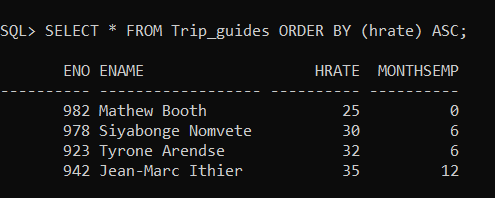 SQL> SELECT * FROM Trip_guides ORDER BY (hrate) ASC;
       ENO ENAME                   HRATE  MONTHSEMP
---------- ------------------ ---------- ----------
       982 Mathew Booth               25          0
       978 Siyabonge Nomvete          30          6
       923 Tyrone Arendse             32          6
       942 Jean-Marc Ithier           35         12